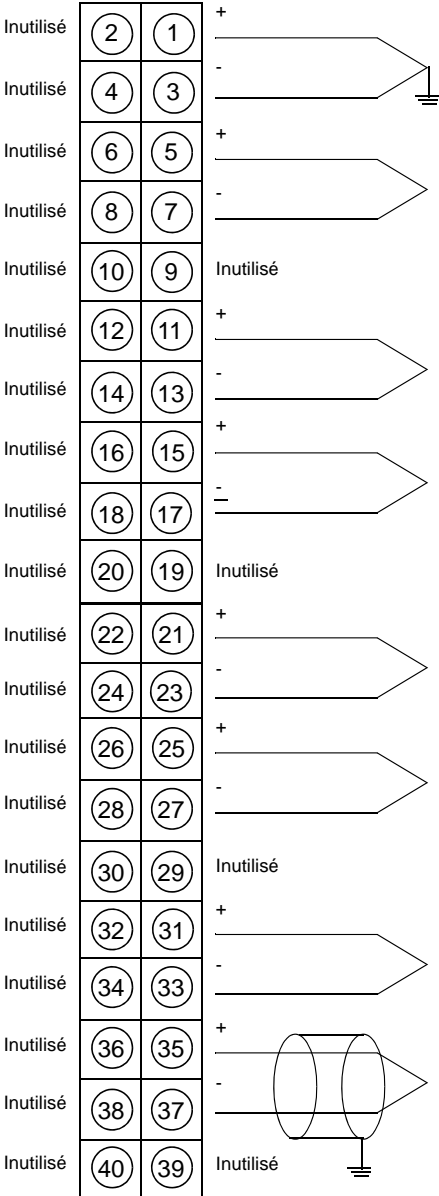 Inutilisé 2 1 +
-
Inutilisé 4 3
Inutilisé 6 5 +
-
Inutilisé 8 7
Inutilisé 10 9 Inutilisé
Inutilisé 12 11 +
-
Inutilisé 14 13
Inutilisé 16 15 +
-
Inutilisé 18 17
Inutilisé 20 19 Inutilisé
Inutilisé 22 21 +
-
Inutilisé 24 23
Inutilisé 26 25 +
-
Inutilisé 28 27
Inutilisé 30 29 Inutilisé
Inutilisé 32 31 +
-
Inutilisé 34 33
Inutilisé 36 35 +
-
Inutilisé 38 37
Inutilisé 40 39 Inutilisé